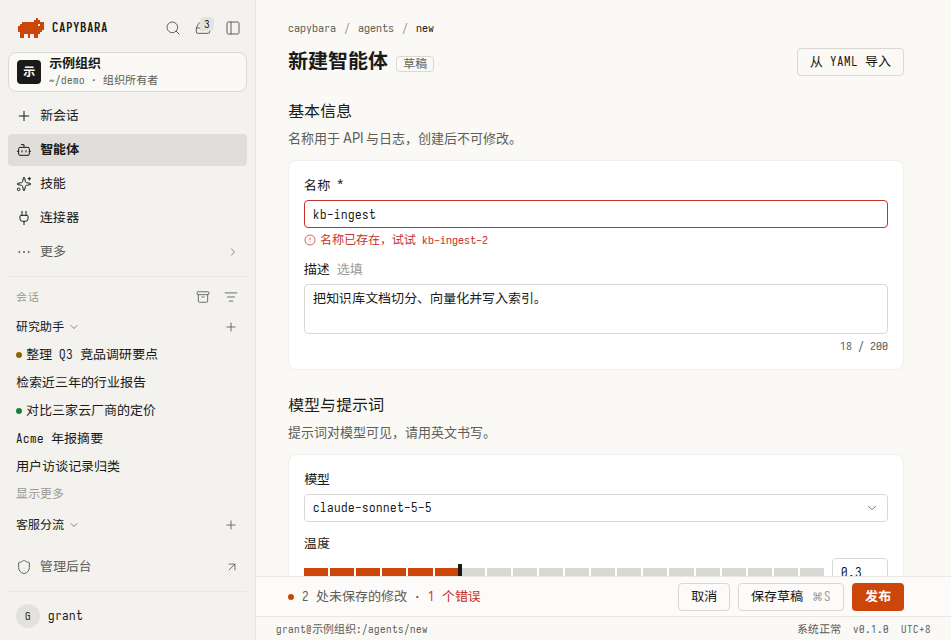 CAPYBARA
3
示
示例组织
~/demo · 组织所有者
新会话
智能体
技能
连接器
更多
会话
研究助手
整理 Q3 竞品调研要点
检索近三年的行业报告
对比三家云厂商的定价
Acme 年报摘要
用户访谈记录归类
显示更多
客服分流
管理后台
G
grant
capybara / agents / new
新建智能体 草稿
从 YAML 导入
基本信息
名称用于 API 与日志，创建后不可修改。
名称 *
kb-ingest
名称已存在，试试 kb-ingest-2
描述 选填
把知识库文档切分、向量化并写入索引。
18 / 200
模型与提示词
提示词对模型可见，请用英文书写。
模型
claude-sonnet-5-5
温度
0.3
2 处未保存的修改 · 1 个错误
取消
保存草稿 ⌘S
发布
grant@示例组织:/agents/new
系统正常 v0.1.0 UTC+8